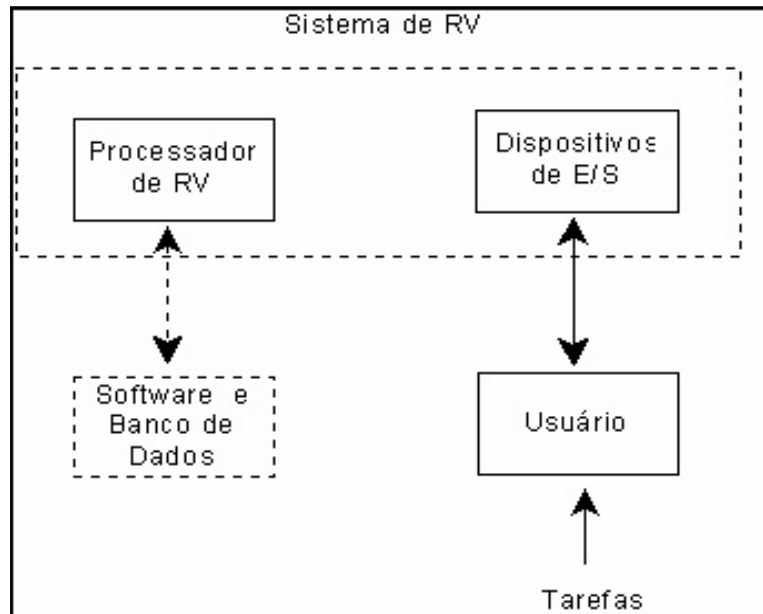 Sistema de RV
Processador
de RV
Dispositivos
de E/S
Software e
Banco de
Dados
Usuário
Tarefas